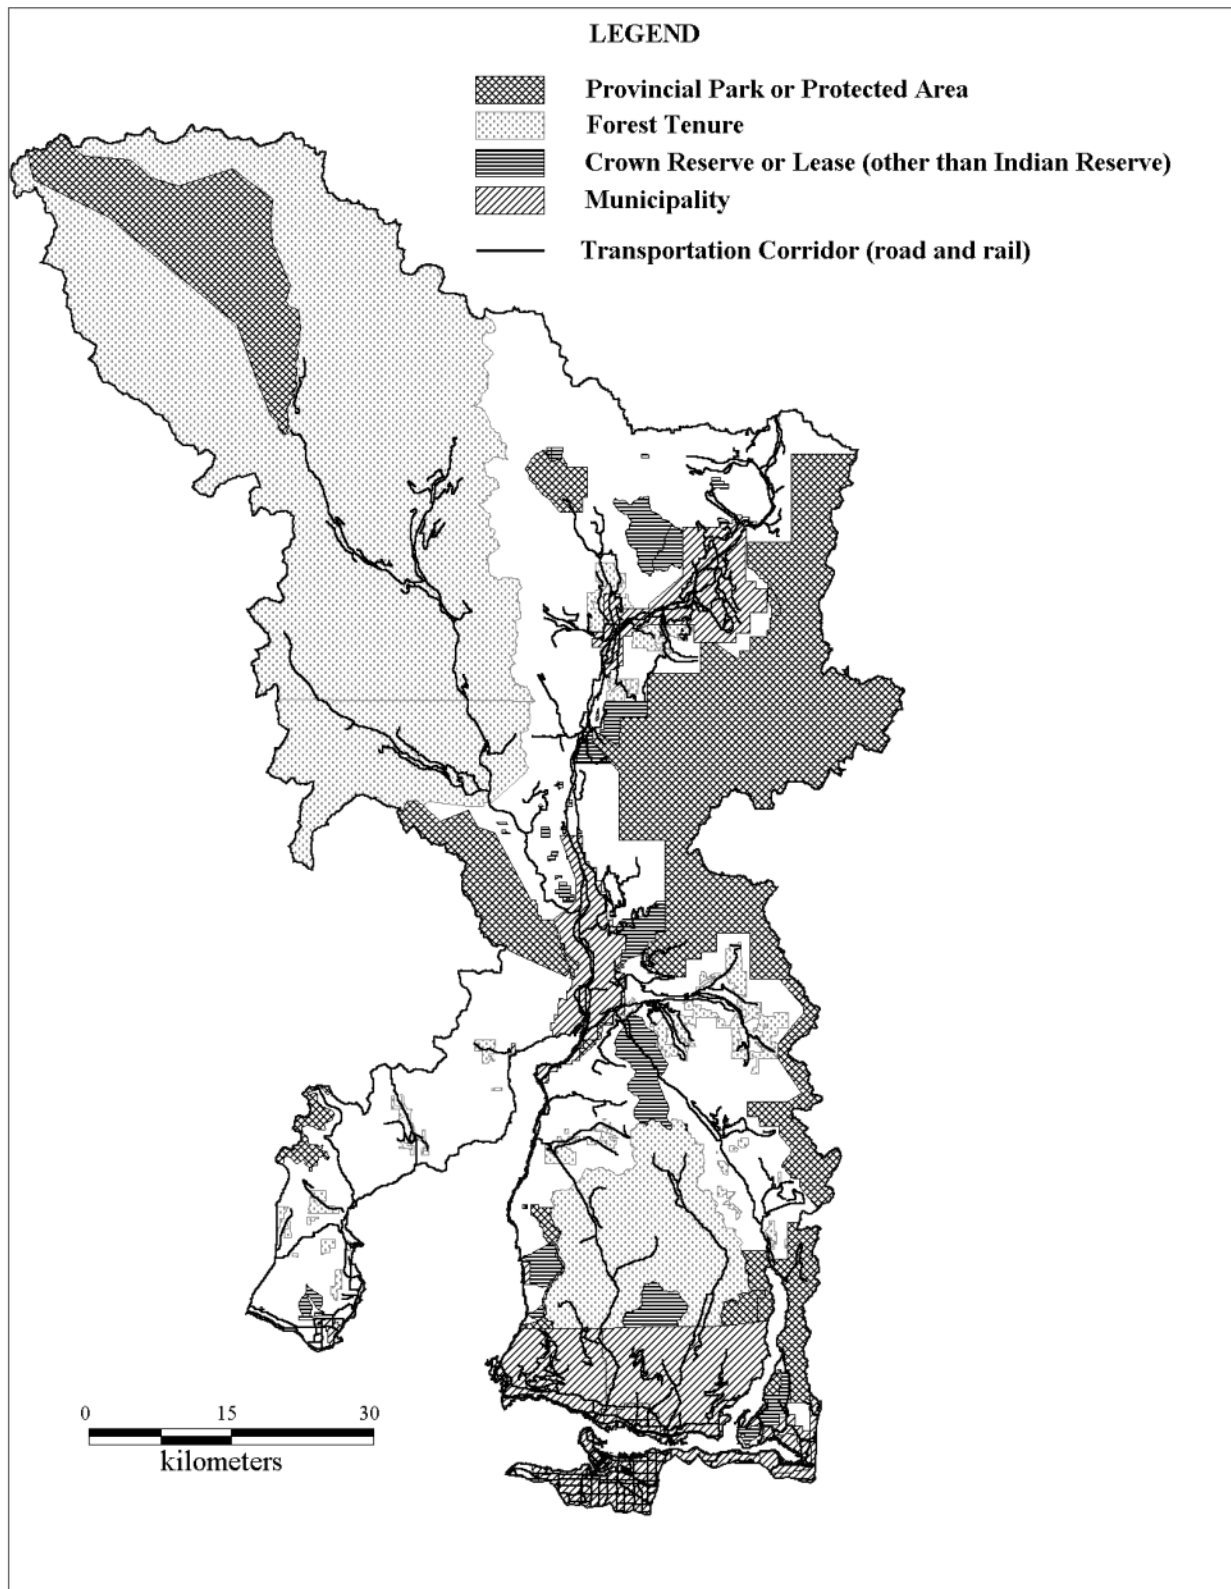 LEGEND
Provincial Park or Protected Area
Forest Tenure
Crown Reserve or Lease (other than Indian Reserve)
Municipality
Transportation Corridor (road and rail)
0 15 30
kilometers